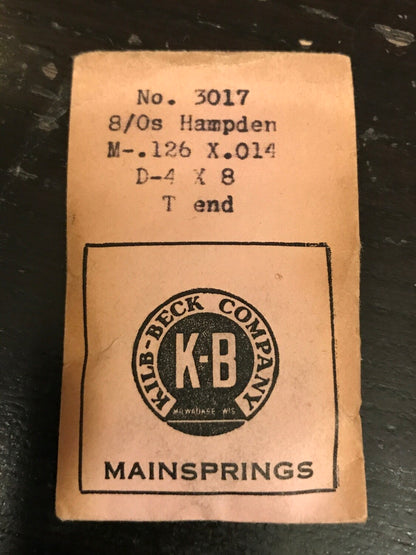 No. 3017
8/0s Hampden
M-.126 X.014
D-4 X 8
T end
KILB-BECK COMPANY
K-B
MILWAUKEE WIS
MAINSPRINGS